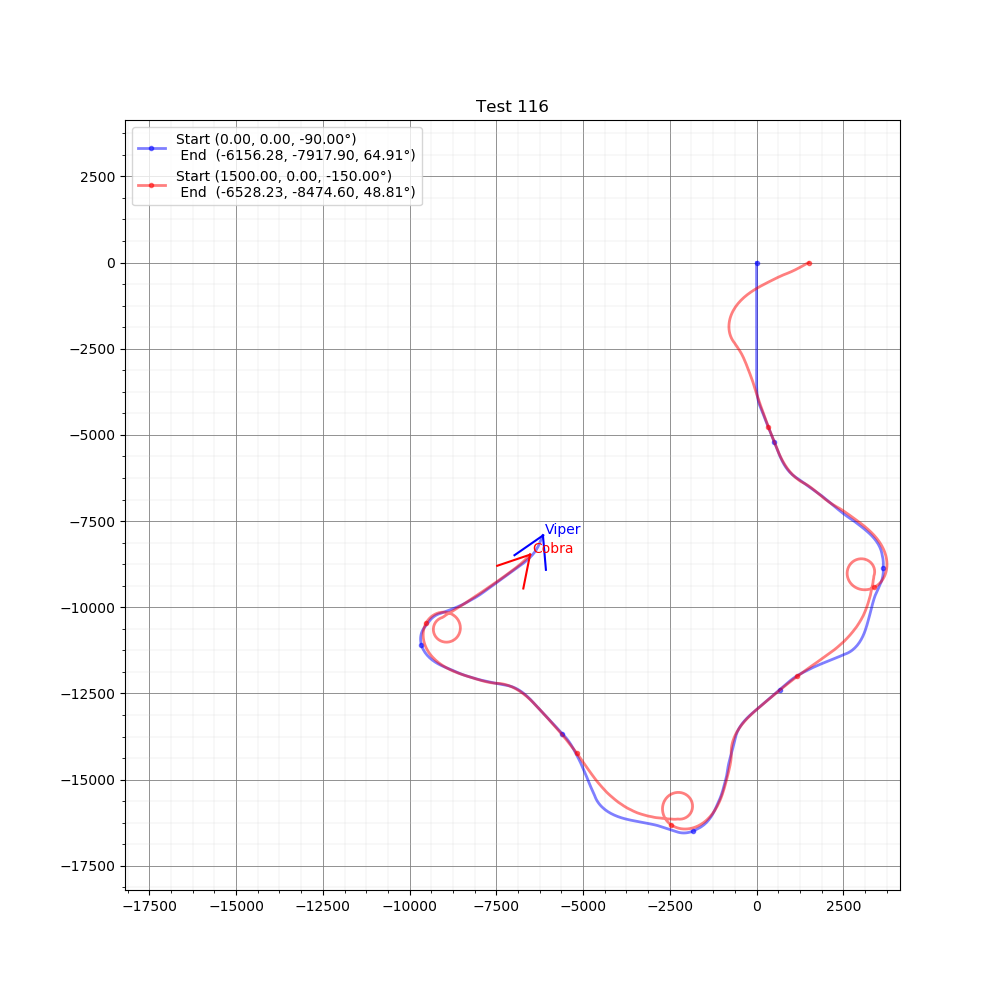 Test 116
Start (0.00, 0.00, -90.00°)
End  (-6156.28, -7917.90, 64.91°)
Start (1500.00, 0.00, -150.00°)
End  (-6528.23, -8474.60, 48.81°)
2500
0
−2500
−5000
−7500
−10000
−12500
−15000
−17500
Viper
Cobra
−17500 −15000 −12500 −10000 −7500 −5000 −2500 0 2500